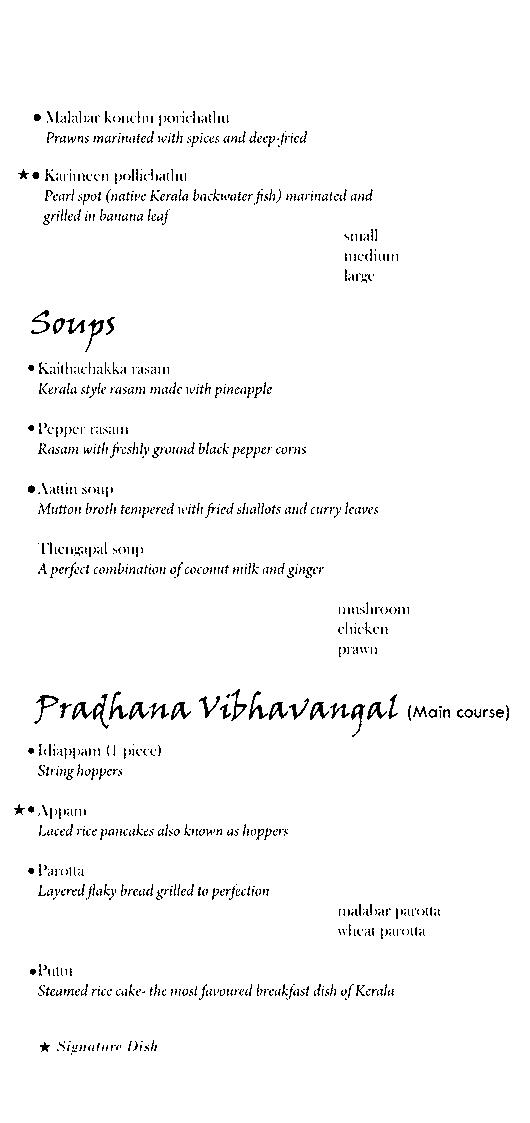 ● Malabar konchu porichathu
Prawns marinated with spices and deep-fried
★● Karimeen pollichathu
Pearl spot (native Kerala backwater fish) marinated and
grilled in banana leaf
small
medium
large
Soups
● Kaithachakka rasam
Kerala style rasam made with pineapple
● Pepper rasam
Rasam with freshly ground black pepper corns
● Aattin soup
Mutton broth tempered with fried shallots and curry leaves
Thengapal soup
A perfect combination of coconut milk and ginger
mushroom
chicken
prawn
Pradhana Vibhavangal (Main course)
● Idiappam (1 piece)
String hoppers
★● Appam
Laced rice pancakes also known as hoppers
● Parotta
Layered flaky bread grilled to perfection
malabar parotta
wheat parotta
● Puttu
Steamed rice cake- the most favoured breakfast dish of Kerala
★ Signature Dish